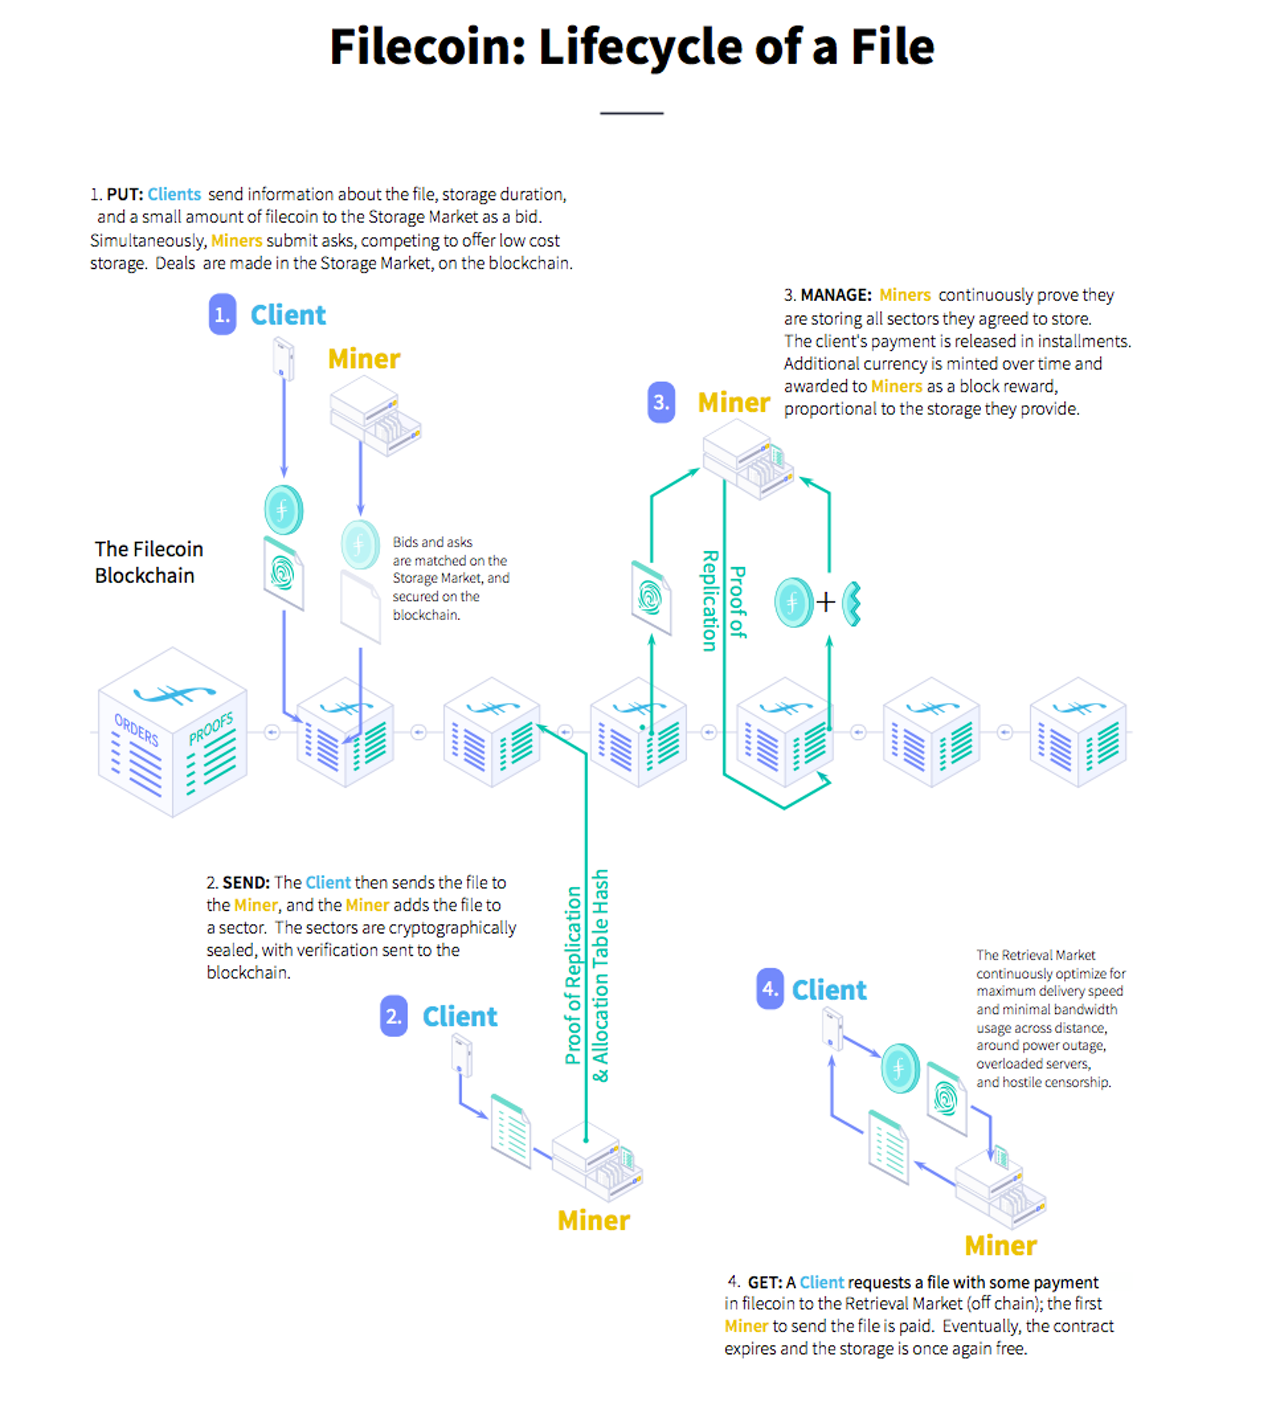 Filecoin: Lifecycle of a File
1. PUT: Clients send information about the file, storage duration,
and a small amount of filecoin to the Storage Market as a bid.
Simultaneously, Miners submit asks, competing to offer low cost
storage. Deals are made in the Storage Market, on the blockchain.
1. Client
Miner
Bids and asks
are matched on the
Storage Market, and
secured on the
blockchain.
The Filecoin
Blockchain
3. MANAGE: Miners continuously prove they
are storing all sectors they agreed to store.
The client's payment is released in installments.
Additional currency is minted over time and
awarded to Miners as a block reward,
proportional to the storage they provide.
3. Miner
Proof of
Replication
+
ORDERS
PROOFS
2. SEND: The Client then sends the file to
the Miner, and the Miner adds the file to
a sector. The sectors are cryptographically
sealed, with verification sent to the
blockchain.
2. Client
Proof of Replication
& Allocation Table Hash
Miner
4. Client
The Retrieval Market
continuously optimize for
maximum delivery speed
and minimal bandwidth
usage across distance,
around power outage,
overloaded servers,
and hostile censorship.
Miner
4. GET: A Client requests a file with some payment
in filecoin to the Retrieval Market (off chain); the first
Miner to send the file is paid. Eventually, the contract
expires and the storage is once again free.